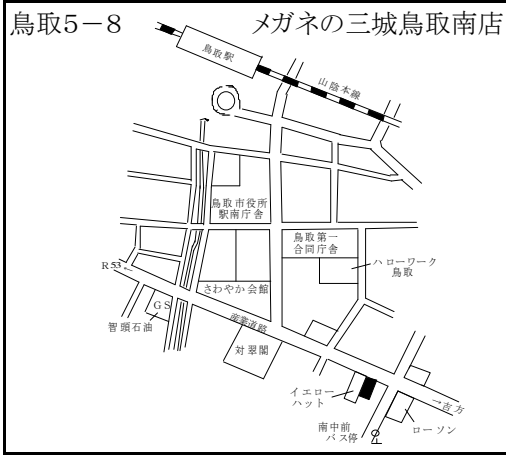 鳥取5－8
メガネの三城鳥取南店
鳥取駅
山陰本線
鳥取市役所
駅南庁舎
鳥取第一
合同庁舎
ハローワーク
鳥取
R53←
さわやか会館
GS
智頭石油
産業道路
対翠閣
イエロー
ハット
→吉方
南中前
バス停
ローソン